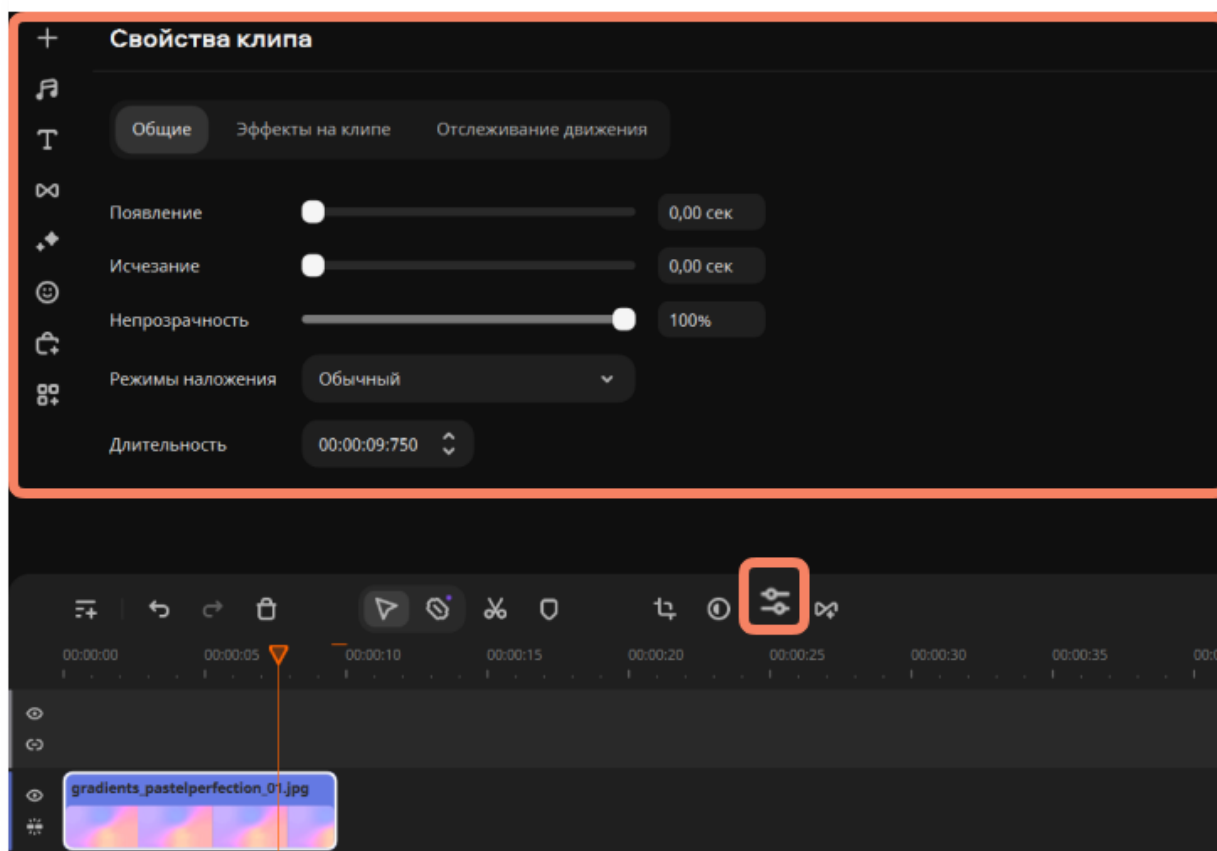 Свойства клипа
Общие Эффекты на клипе Отслеживание движения
Появление 0,00 сек
Исчезание 0,00 сек
Непрозрачность 100%
Режимы наложения Обычный
Длительность 00:00:09:750
00:00:00 00:00:05 00:00:10 00:00:15 00:00:20 00:00:25 00:00:30 00:00:35
gradients_pastelperfection_01.jpg